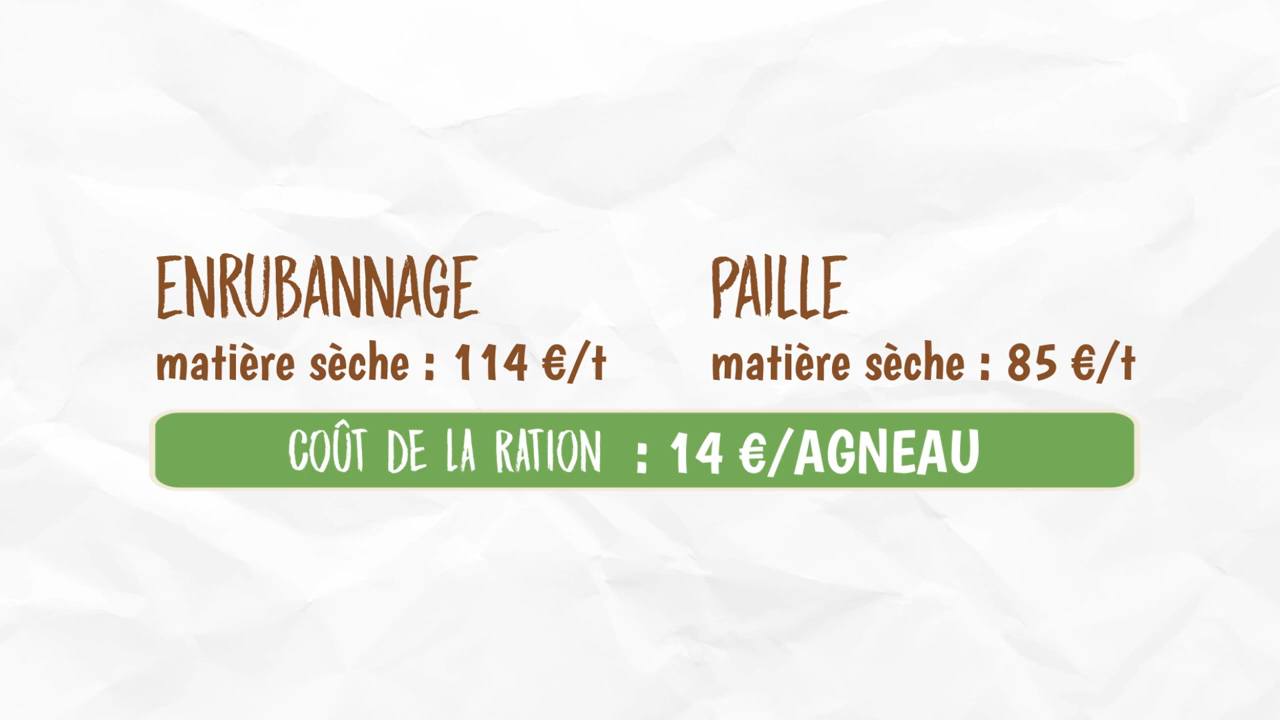 ENRUBANNAGE
matière sèche : 114 €/t
PAILLE
matière sèche : 85 €/t
COÛT DE LA RATION : 14 €/AGNEAU